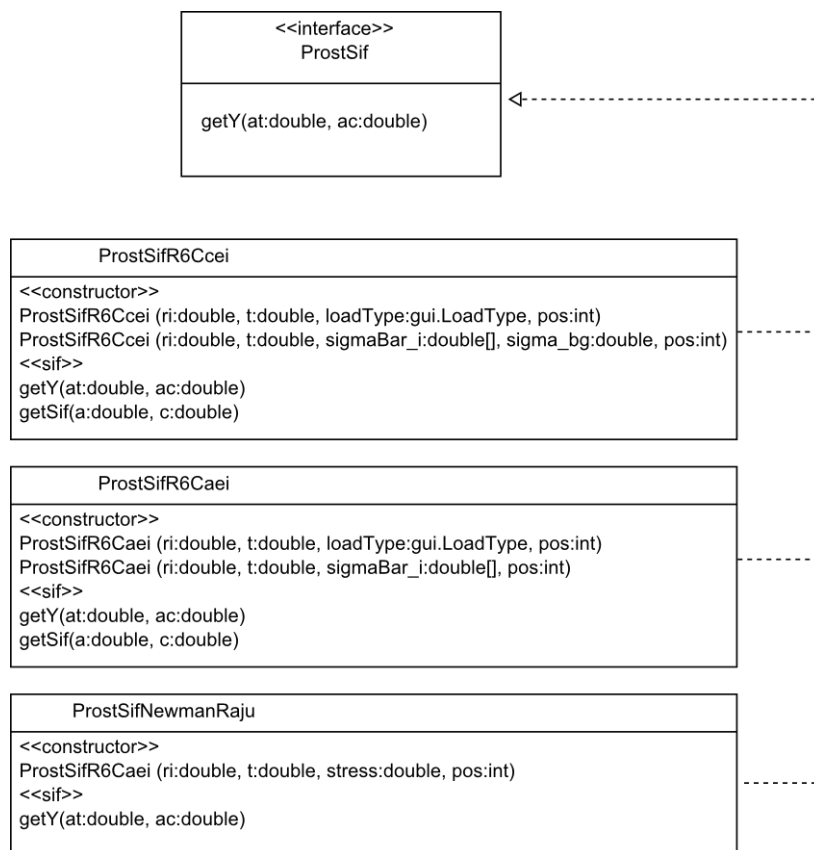 <<interface>>
ProstSif
getY(at:double, ac:double)
ProstSifR6Ccei
<<constructor>>
ProstSifR6Ccei (ri:double, t:double, loadType:gui.LoadType, pos:int)
ProstSifR6Ccei (ri:double, t:double, sigmaBar_i:double[], sigma_bg:double, pos:int)
<<sif>>
getY(at:double, ac:double)
getSif(a:double, c:double)
ProstSifR6Caei
<<constructor>>
ProstSifR6Caei (ri:double, t:double, loadType:gui.LoadType, pos:int)
ProstSifR6Caei (ri:double, t:double, sigmaBar_i:double[], pos:int)
<<sif>>
getY(at:double, ac:double)
getSif(a:double, c:double)
ProstSifNewmanRaju
<<constructor>>
ProstSifR6Caei (ri:double, t:double, stress:double, pos:int)
<<sif>>
getY(at:double, ac:double)